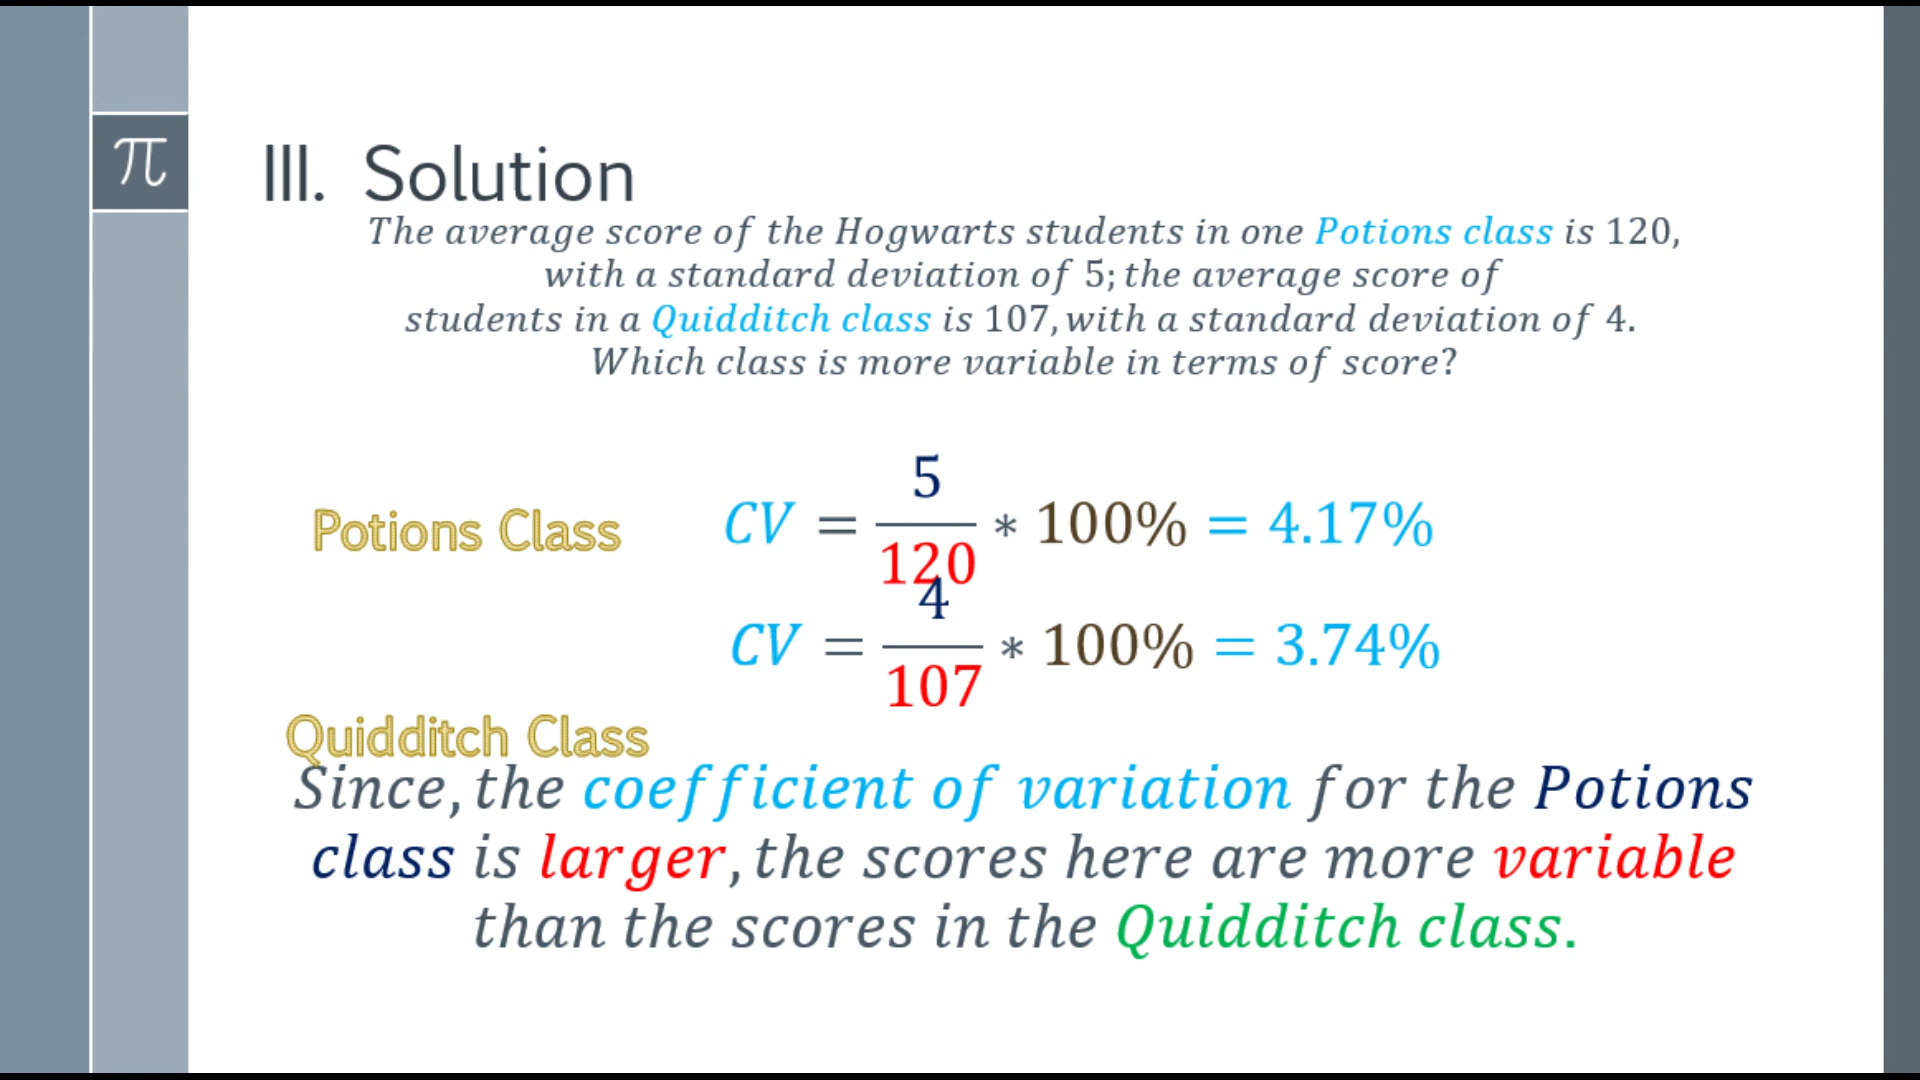 π
III. Solution
The average score of the Hogwarts students in one Potions class is 120,
with a standard deviation of 5; the average score of
students in a Quidditch class is 107, with a standard deviation of 4.
Which class is more variable in terms of score?
Potions Class
CV = 5/120 * 100% = 4.17%
CV = 4/107 * 100% = 3.74%
Quidditch Class
Since, the coefficient of variation for the Potions
class is larger, the scores here are more variable
than the scores in the Quidditch class.